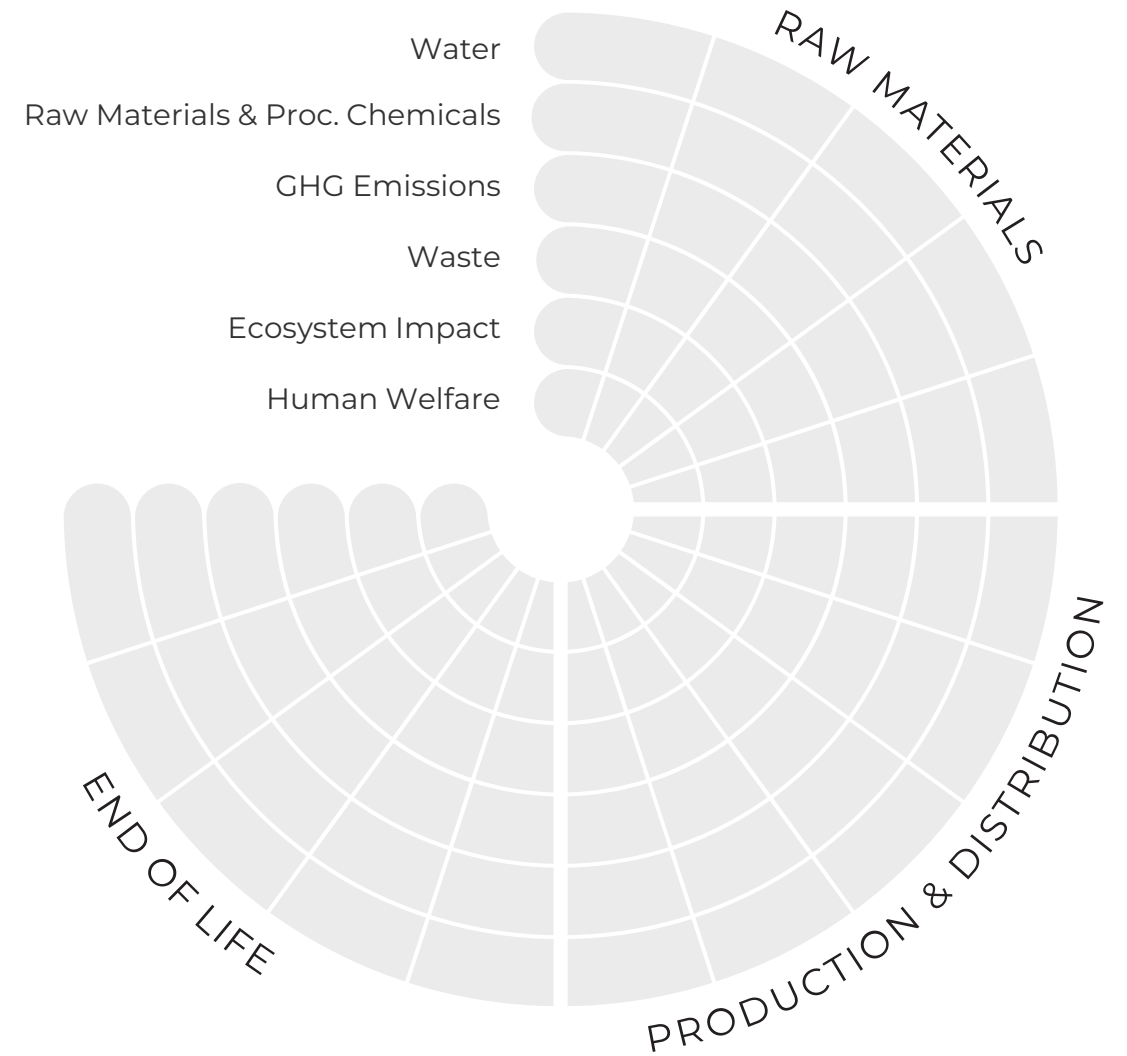 Water
Raw Materials & Proc. Chemicals
GHG Emissions
Waste
Ecosystem Impact
Human Welfare
RAW MATERIALS
PRODUCTION & DISTRIBUTION
END OF LIFE